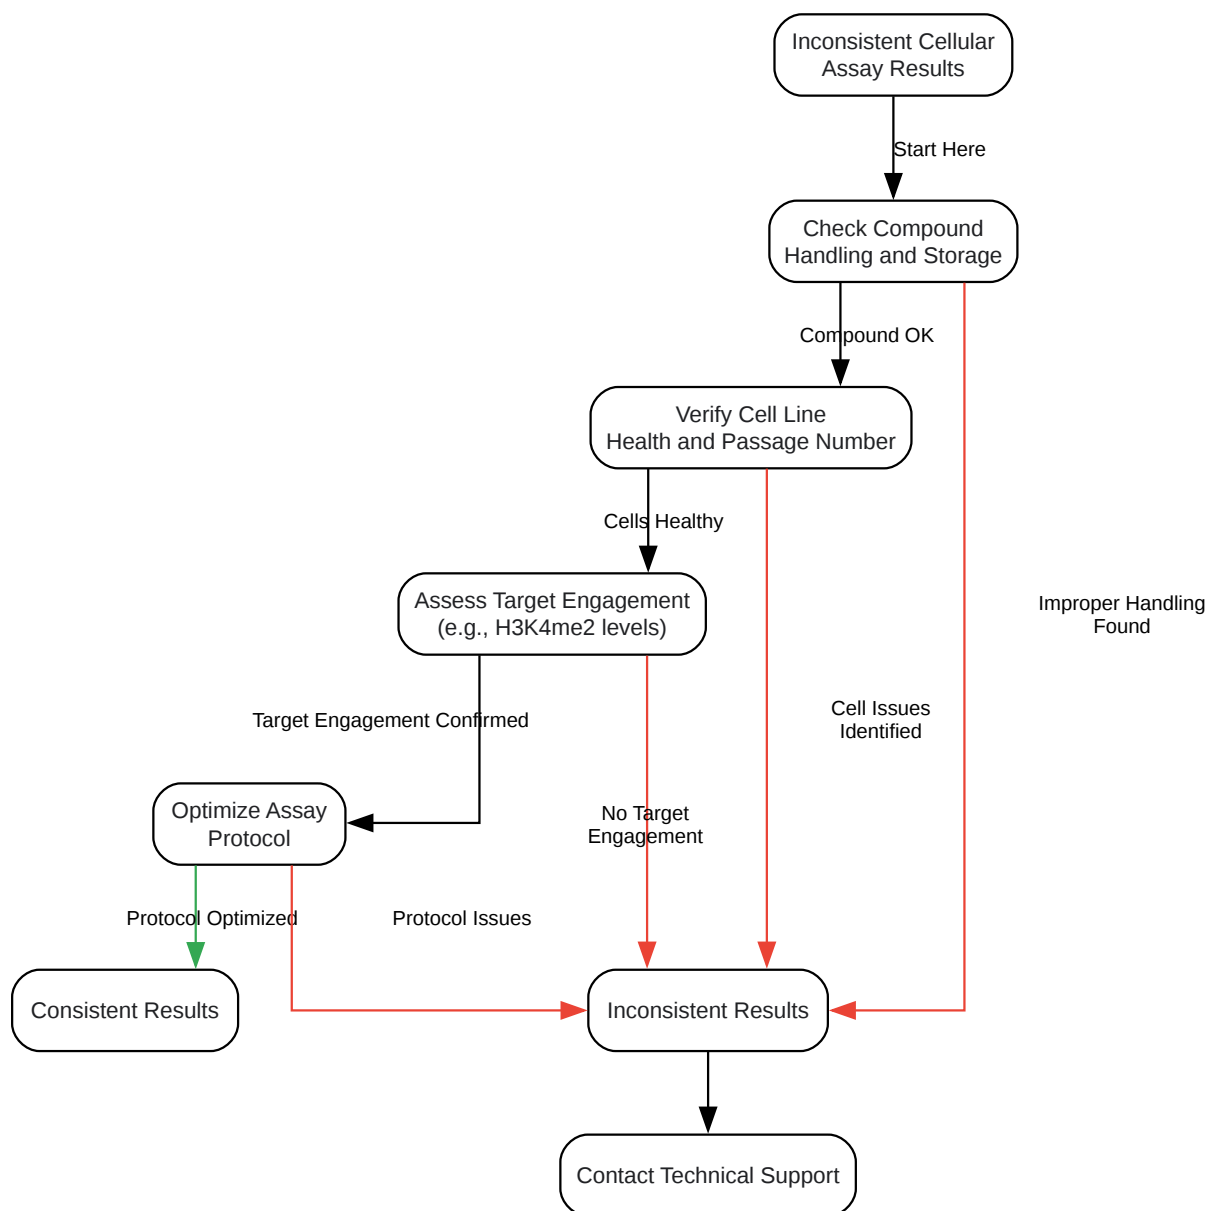 Inconsistent Cellular
Assay Results
Start Here
Check Compound
Handling and Storage
Compound OK
Verify Cell Line
Health and Passage Number
Cells Healthy
Assess Target Engagement
(e.g., H3K4me2 levels)
Improper Handling
Found
Target Engagement Confirmed
Cell Issues
Identified
Optimize Assay
Protocol
No Target
Engagement
Protocol Optimized
Protocol Issues
Consistent Results
Inconsistent Results
Contact Technical Support